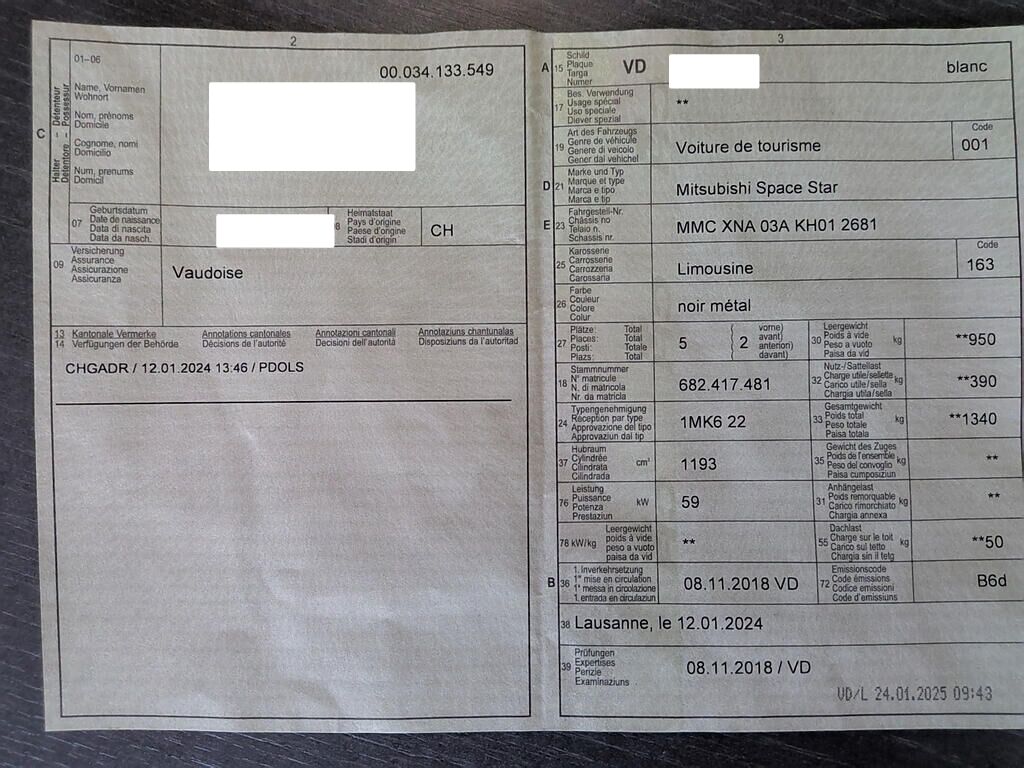 2
01-06
00.034.133.549
C
Halter – Détenteur
Detentore – Possessur
Name, Vornamen
Wohnort
Nom, prénoms
Domicile
Cognome, nomi
Domicilio
Num, prenums
Domicil
07
Geburtsdatum
Date de naissance
Data di nascita
Data da nasch.
8
Heimatstaat
Pays d'origine
Paese d'origine
Stadi d'origin
CH
09
Versicherung
Assurance
Assicurazione
Assicuranza
Vaudoise
13 Kantonale Vermerke Annotations cantonales Annotazioni cantonali Annotaziuns chantunalas
14 Verfügungen der Behörde Décisions de l'autorité Decisioni dell'autorità Disposiziuns da l'autoritad
CHGADR / 12.01.2024 13:46 / PDOLS
3
A 15
Schild
Plaque
Targa
Numer
VD
blanc
17
Bes. Verwendung
Usage spécial
Uso speciale
Diever spezial
**
19
Art des Fahrzeugs
Genre de véhicule
Genere di veicolo
Gener dal vehichel
Voiture de tourisme
Code
001
D 21
Marke und Typ
Marque et type
Marca e tipo
Marca e tip
Mitsubishi Space Star
E 23
Fahrgestell-Nr.
Châssis no
Telaio n.
Schassis nr.
MMC XNA 03A KH01 2681
25
Karosserie
Carrosserie
Carrozzeria
Carossaria
Limousine
Code
163
26
Farbe
Couleur
Colore
Colur
noir métal
27
Plätze: Total
Places: Total
Posti: Totale
Plazs: Total
5
2
vorne)
avant)
anteriori)
davant)
30
Leergewicht
Poids à vide
Peso a vuoto
Paisa da vid
kg
**950
18
Stammnummer
N° matricule
N. di matricola
Nr. da matricla
682.417.481
32
Nutz-/Sattellast
Charge utile/sellette
Carico utile/sella
Chargia utila/sella
kg
**390
24
Typengenehmigung
Réception par type
Approvazione del tipo
Approvaziun dal tip
1MK6 22
33
Gesamtgewicht
Poids total
Peso totale
Paisa totala
kg
**1340
37
Hubraum
Cylindrée
Cilindrata
Cilindrada
cm³
1193
35
Gewicht des Zuges
Poids de l'ensemble
Peso del convoglio
Paisa cumposiziun
kg
**
76
Leistung
Puissance
Potenza
Prestaziun
kW
59
31
Anhängelast
Poids remorquable
Carico rimorchiato
Chargia annexa
kg
**
78 kW/kg
Leergewicht
poids à vide
peso a vuoto
paisa da vid
**
55
Dachlast
Charge sur le toit
Carico sul tetto
Chargia sin il tetg
kg
**50
B 36
1. Inverkehrsetzung
1re mise en circulation
1a messa in circolazione
1. entrada en circulaziun
08.11.2018 VD
72
Emissionscode
Code émissions
Codice emissioni
Code d'emissiuns
B6d
38 Lausanne, le 12.01.2024
39
Prüfungen
Expertises
Perizie
Examinaziuns
08.11.2018 / VD
VD/L 24.01.2025 09:43